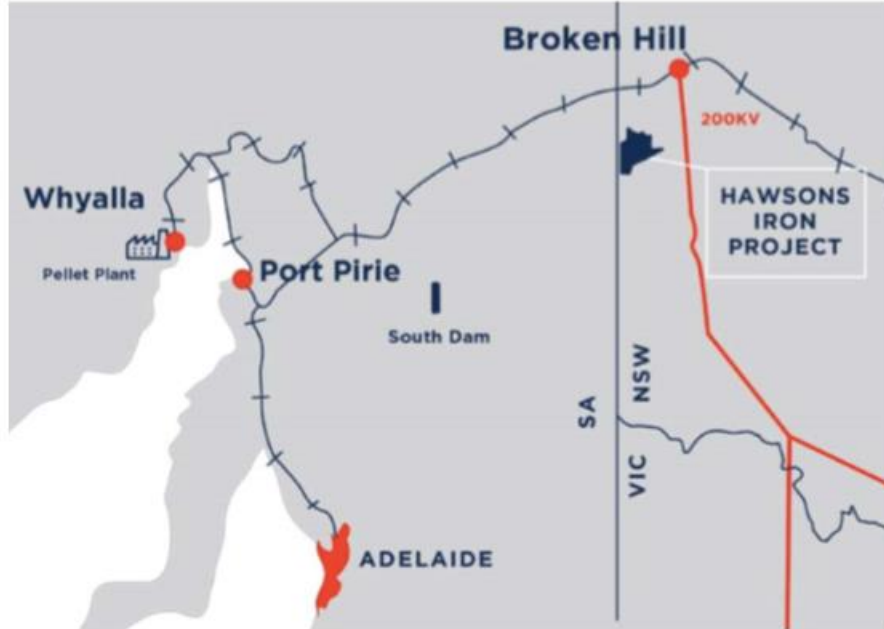 Broken Hill
200KV
Whyalla
HAWSONS
IRON
PROJECT
Pellet Plant
Port Pirie
South Dam
SA
NSW
VIC
ADELAIDE